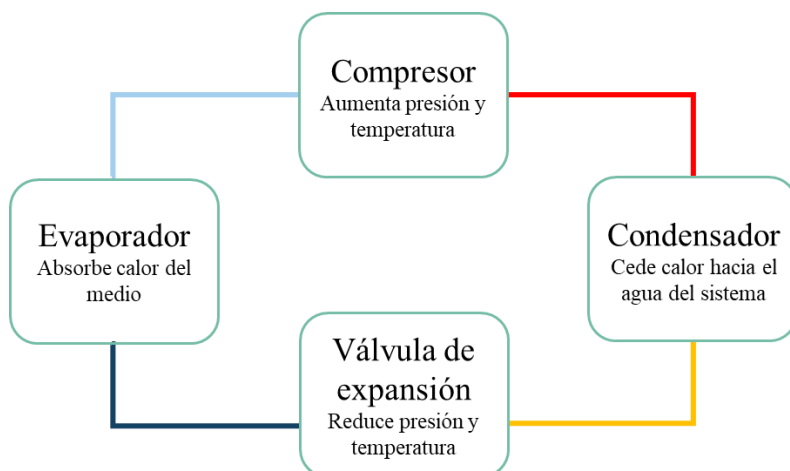 Compresor
Aumenta presión y
temperatura
Evaporador
Absorbe calor del
medio
Condensador
Cede calor hacia el
agua del sistema
Válvula de
expansión
Reduce presión y
temperatura